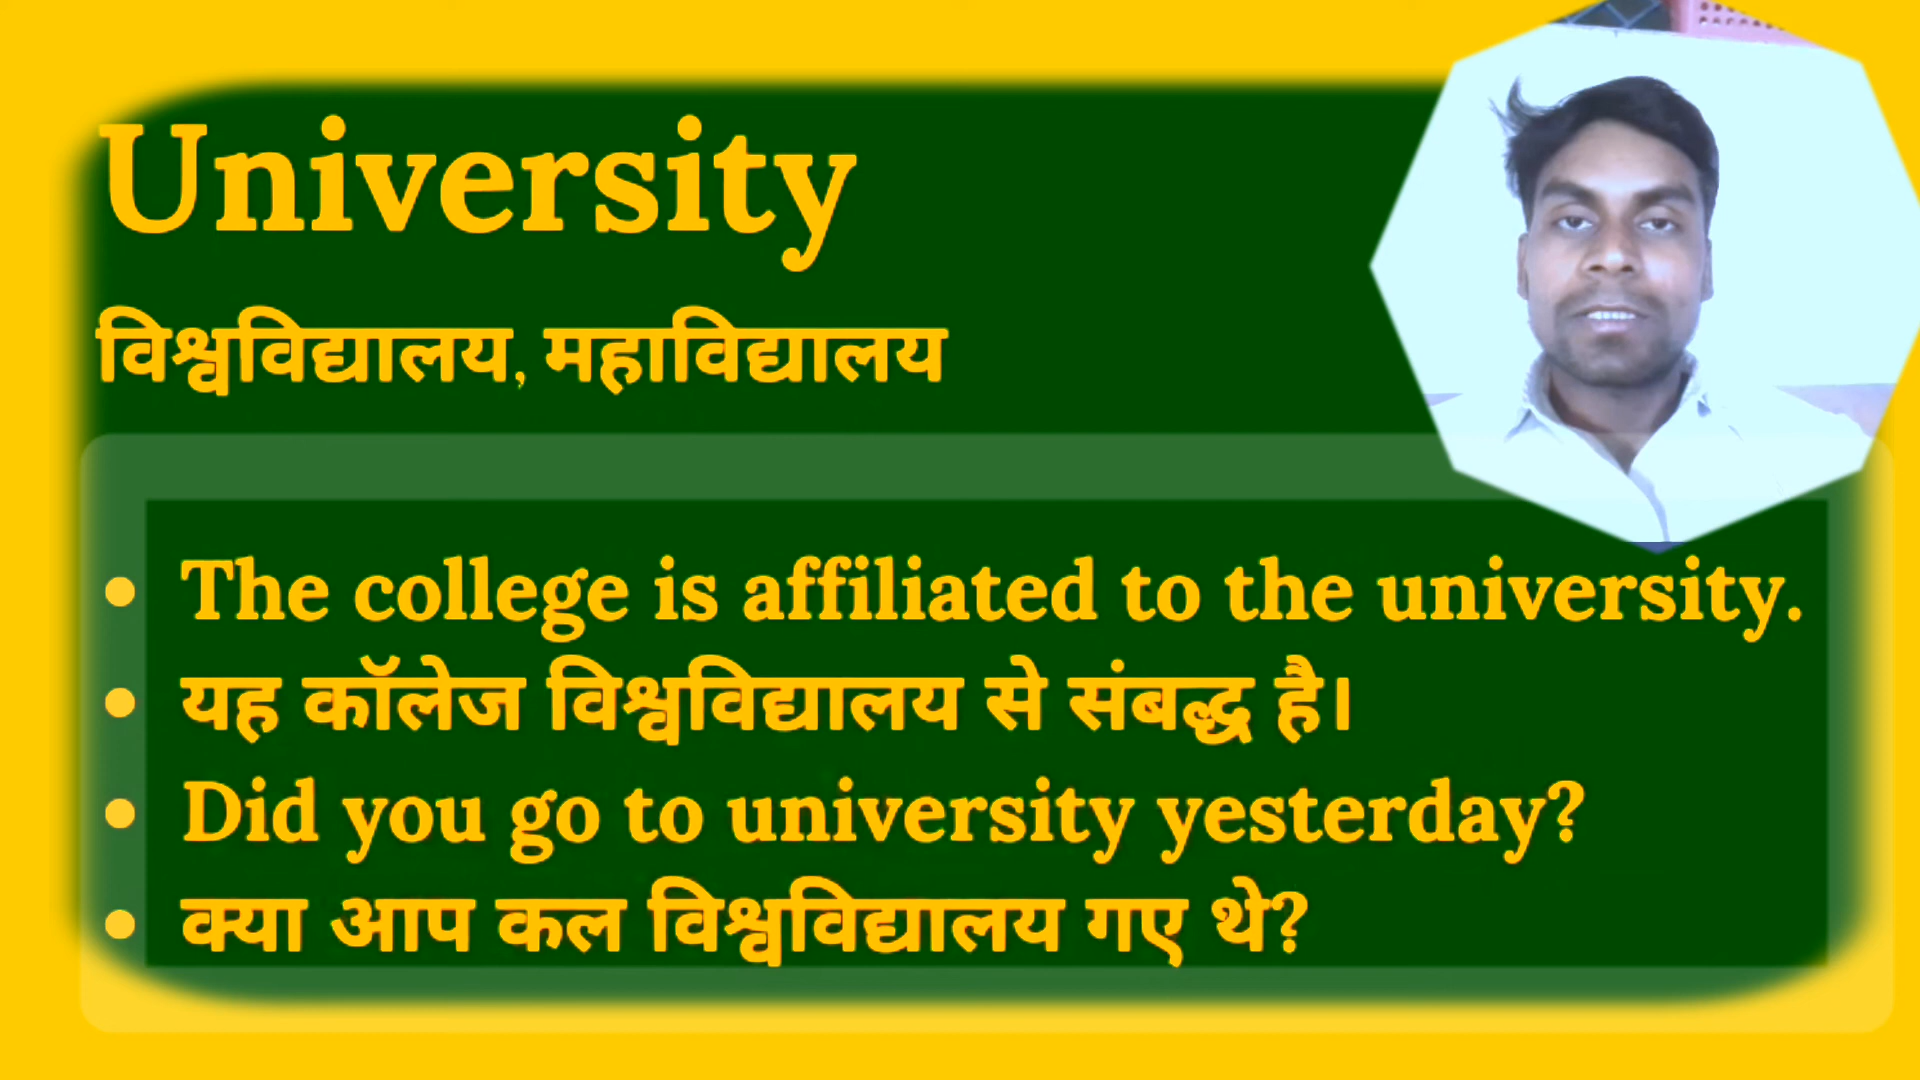 University
विश्वविद्यालय, महाविद्यालय
The college is affiliated to the university.
यह कॉलेज विश्वविद्यालय से संबद्ध है।
Did you go to university yesterday?
क्या आप कल विश्वविद्यालय गए थे?